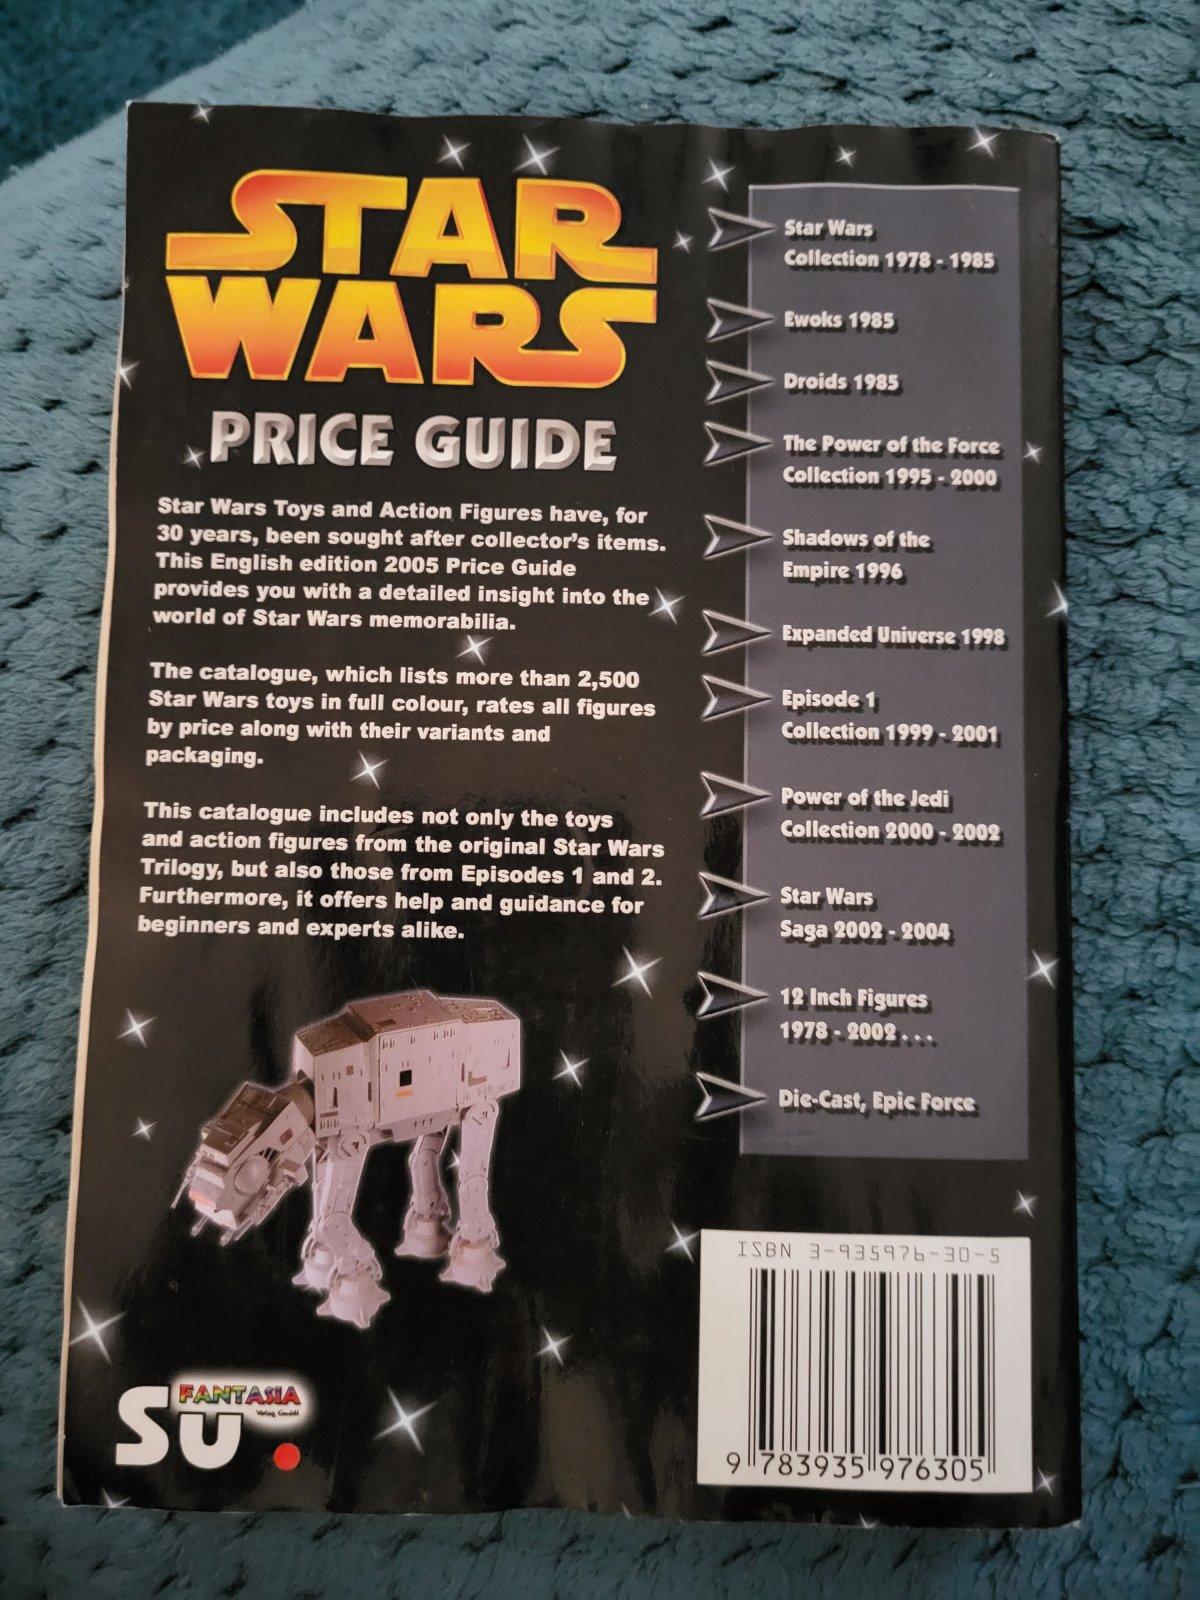 STAR
WARS
PRICE GUIDE
Star Wars Toys and Action Figures have, for
30 years, been sought after collector's items.
This English edition 2005 Price Guide
provides you with a detailed insight into the
world of Star Wars memorabilia.
The catalogue, which lists more than 2,500
Star Wars toys in full colour, rates all figures
by price along with their variants and
packaging.
This catalogue includes not only the toys
and action figures from the original Star Wars
Trilogy, but also those from Episodes 1 and 2.
Furthermore, it offers help and guidance for
beginners and experts alike.
FANTASIA
Verlag GmbH
SU
Star Wars
Collection 1978 - 1985
Ewoks 1985
Droids 1985
The Power of the Force
Collection 1995 - 2000
Shadows of the
Empire 1996
Expanded Universe 1998
Episode 1
Collection 1999 - 2001
Power of the Jedi
Collection 2000 - 2002
Star Wars
Saga 2002 - 2004
12 Inch Figures
1978 - 2002 . . .
Die-Cast, Epic Force
ISBN 3-935976-30-5
9 783935 976305